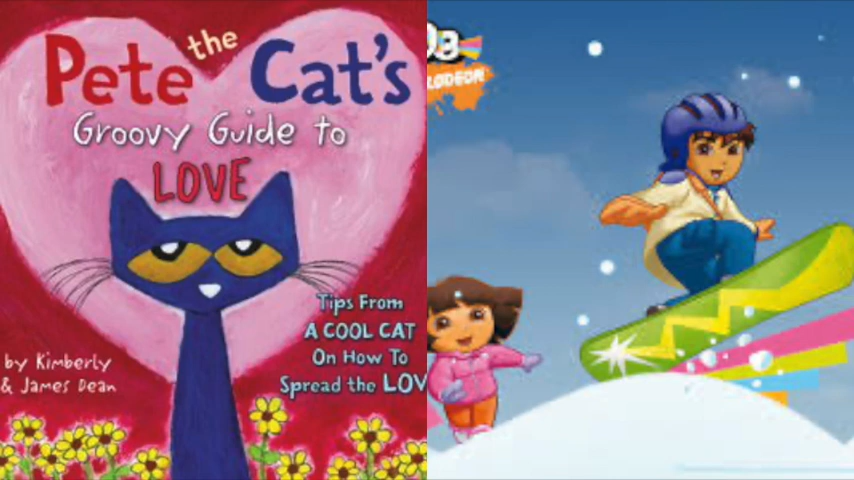 Pete the Cat's
Groovy Guide to
LOVE
Tips From
A COOL CAT
On How To
Spread the LOV
by Kimberly
& James Dean